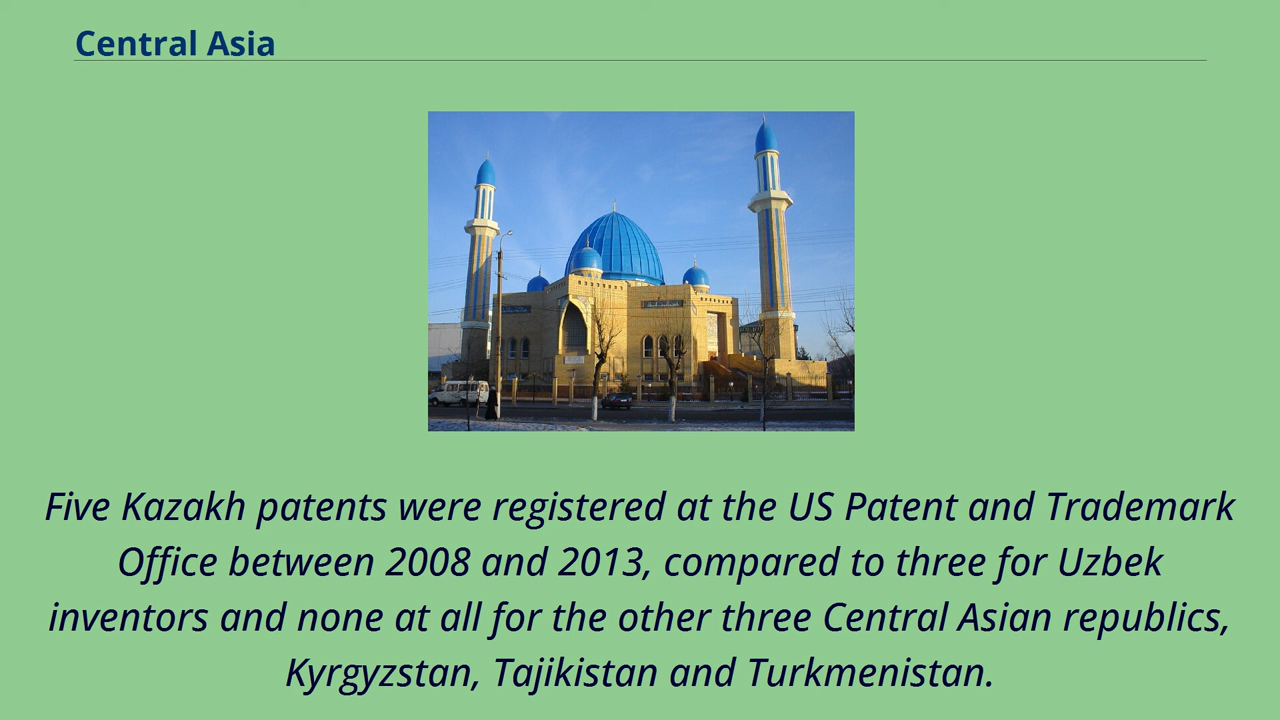 Central Asia
Five Kazakh patents were registered at the US Patent and Trademark
Office between 2008 and 2013, compared to three for Uzbek
inventors and none at all for the other three Central Asian republics,
Kyrgyzstan, Tajikistan and Turkmenistan.